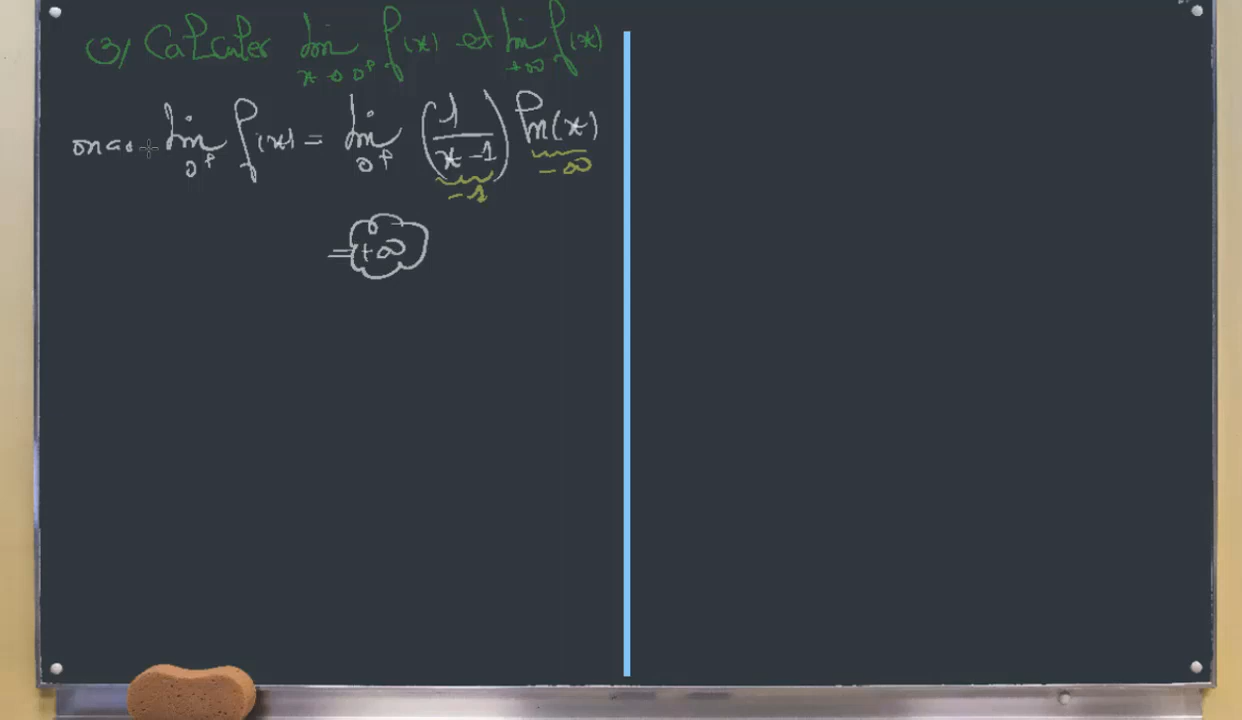 3) Calculer lim x→0⁺ f(x) et lim +∞ f(x)
on a : lim 0⁺ f(x) = lim 0⁺ (1/(x-1)) ln(x)
-1 -∞
= +∞